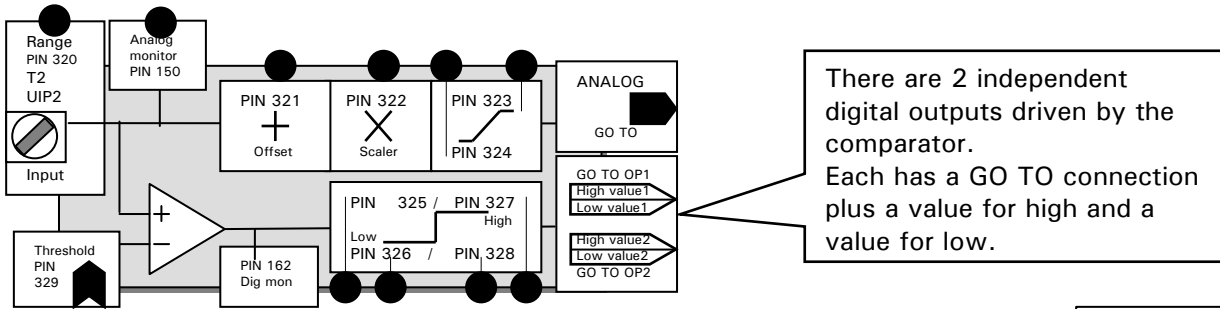 Range
PIN 320
T2
UIP2
Input
Analog
monitor
PIN 150
PIN 321
+
Offset
PIN 322
X
Scaler
PIN 323
PIN 324
ANALOG
GO TO
GO TO OP1
High value1
Low value1
High value2
Low value2
GO TO OP2
+
−
Threshold
PIN
329
PIN 162
Dig mon
PIN 325 / PIN 327
High
Low
PIN 326 / PIN 328
There are 2 independent
digital outputs driven by the
comparator.
Each has a GO TO connection
plus a value for high and a
value for low.